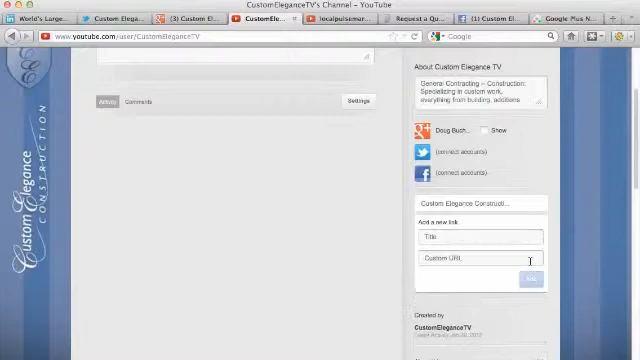 CustomEleganceTV's Channel – YouTube
World's Larges...
Custom Elega...
(3) Custom El...
CustomEle...
localpulsemar...
Request a Qu...
(1) Custom E...
Google Plus N...
www.youtube.com/user/CustomEleganceTV
Google
Activity
Comments
Settings
About Custom Elegance TV
General Contracting – Construction.
Specializing in custom work,
everything from building, additions
Doug Buch...
Show
(connect accounts)
(connect accounts)
Custom Elegance Constructi...
Add a new link
Title
Custom URL
Add
Created by
CustomEleganceTV
Custom Elegance
CONSTRUCTION